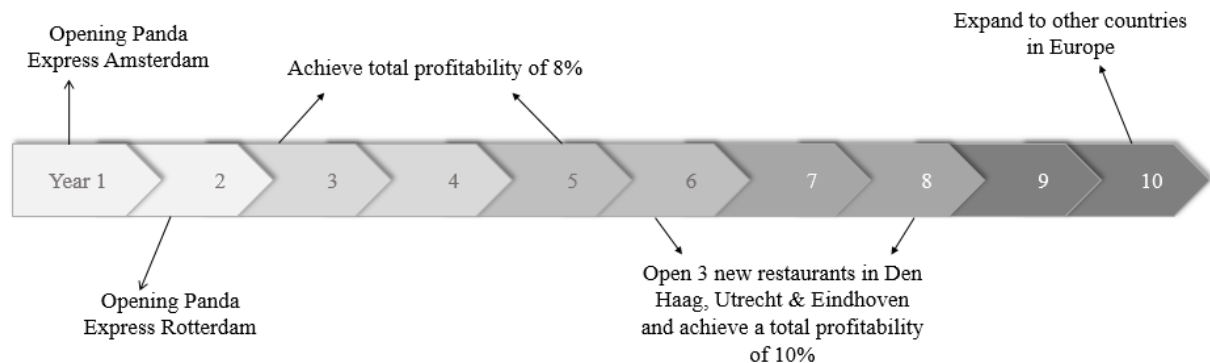 Opening Panda
Express Amsterdam
Achieve total profitability of 8%
Expand to other countries
in Europe
Year 1 2 3 4 5 6 7 8 9 10
Opening Panda
Express Rotterdam
Open 3 new restaurants in Den
Haag, Utrecht & Eindhoven
and achieve a total profitability
of 10%